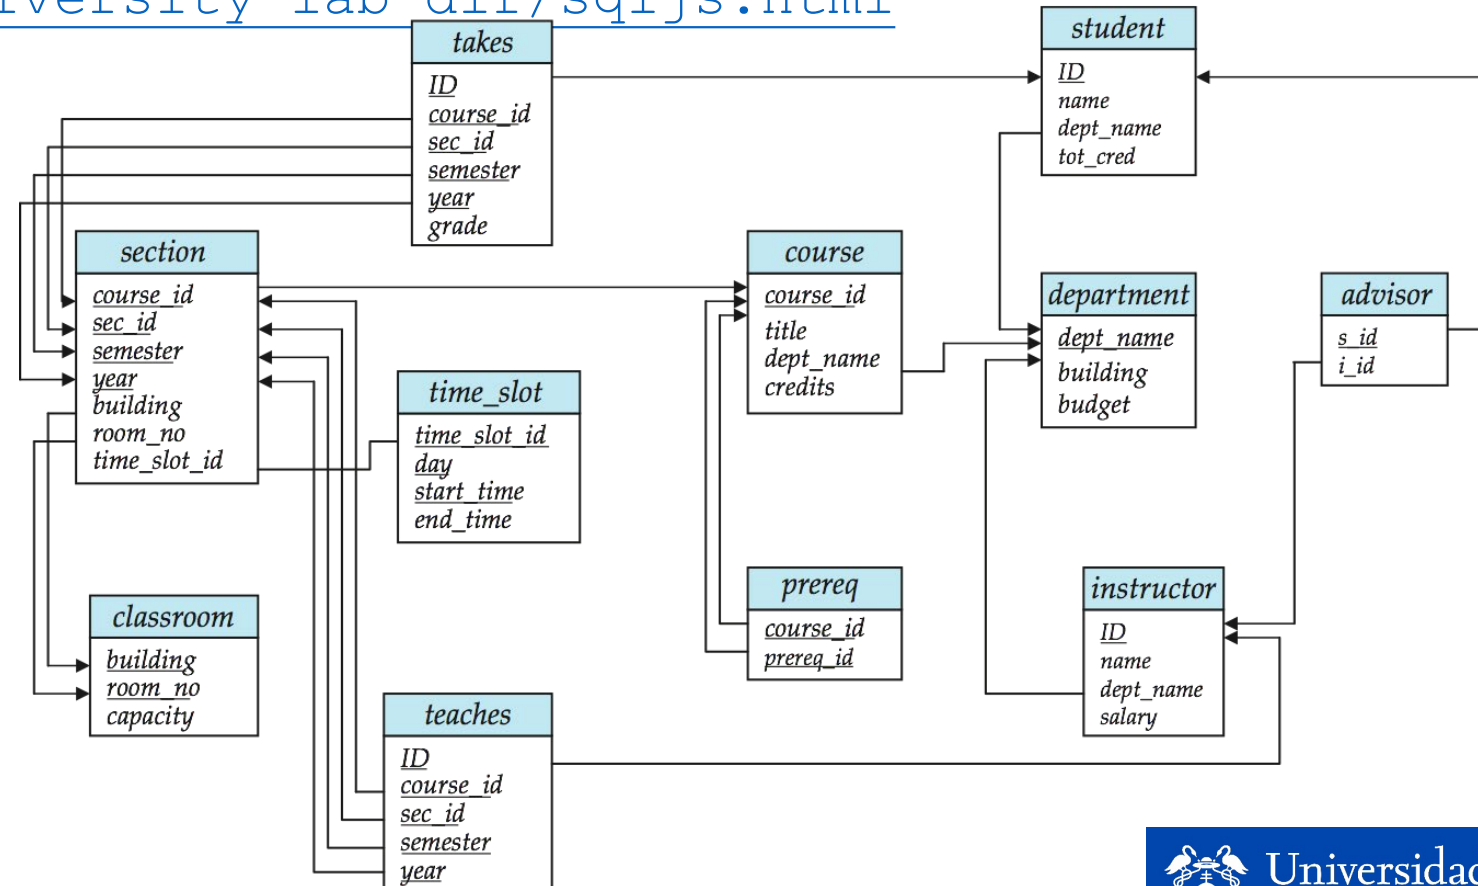 takes
ID
course_id
sec_id
semester
year
grade
student
ID
name
dept_name
tot_cred
section
course_id
sec_id
semester
year
building
room_no
time_slot_id
time_slot
time_slot_id
day
start_time
end_time
course
course_id
title
dept_name
credits
department
dept_name
building
budget
advisor
s_id
i_id
classroom
building
room_no
capacity
prereq
course_id
prereq_id
instructor
ID
name
dept_name
salary
teaches
ID
course_id
sec_id
semester
year
Universidad